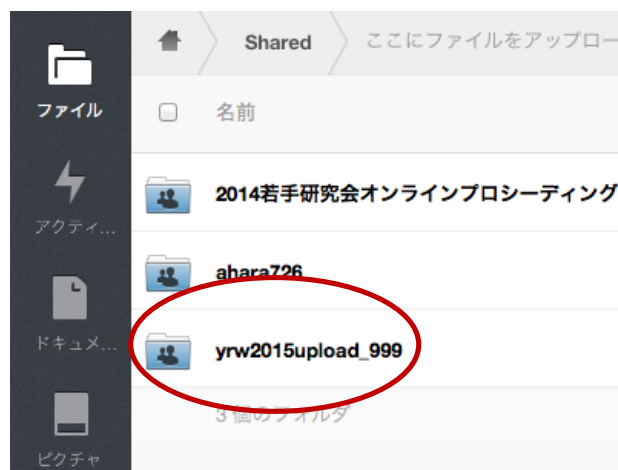 Shared
ここにファイルをアップロー
ファイル
名前
2014若手研究会オンラインプロシーディング
アクティ...
ahara726
ドキュメ...
yrw2015upload_999
3 個のフォルダ
ピクチャ